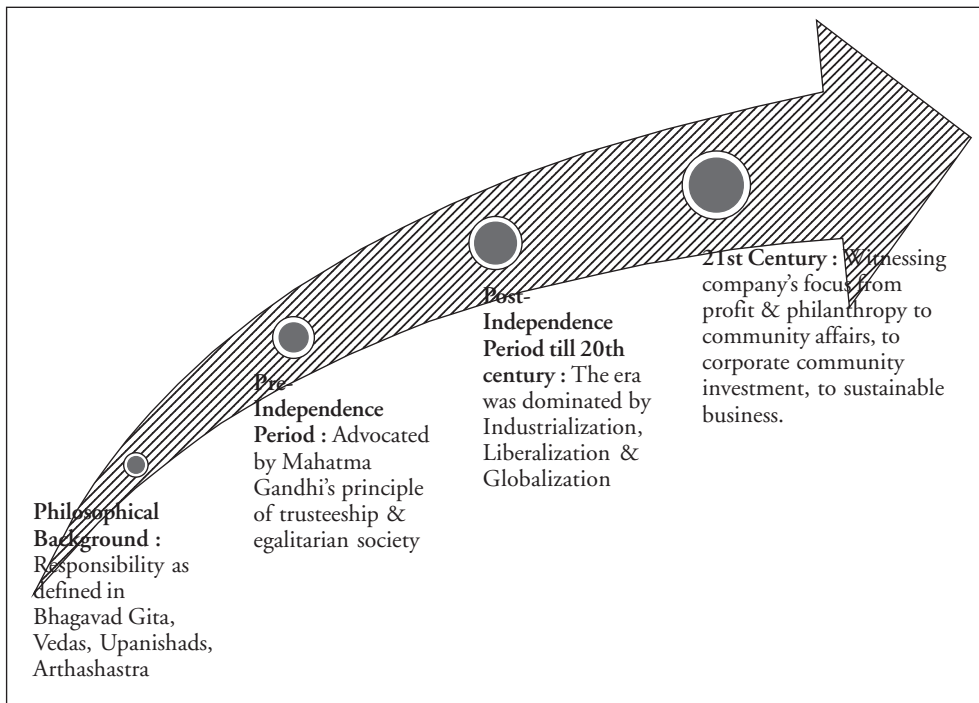 Philosophical
Background :
Responsibility as
defined in
Bhagavad Gita,
Vedas, Upanishads,
Arthashastra
Pre-
Independence
Period : Advocated
by Mahatma
Gandhi's principle
of trusteeship &
egalitarian society
Post-
Independence
Period till 20th
century : The era
was dominated by
Industrialization,
Liberalization &
Globalization
21st Century : Witnessing
company's focus from
profit & philanthropy to
community affairs, to
corporate community
investment, to sustainable
business.